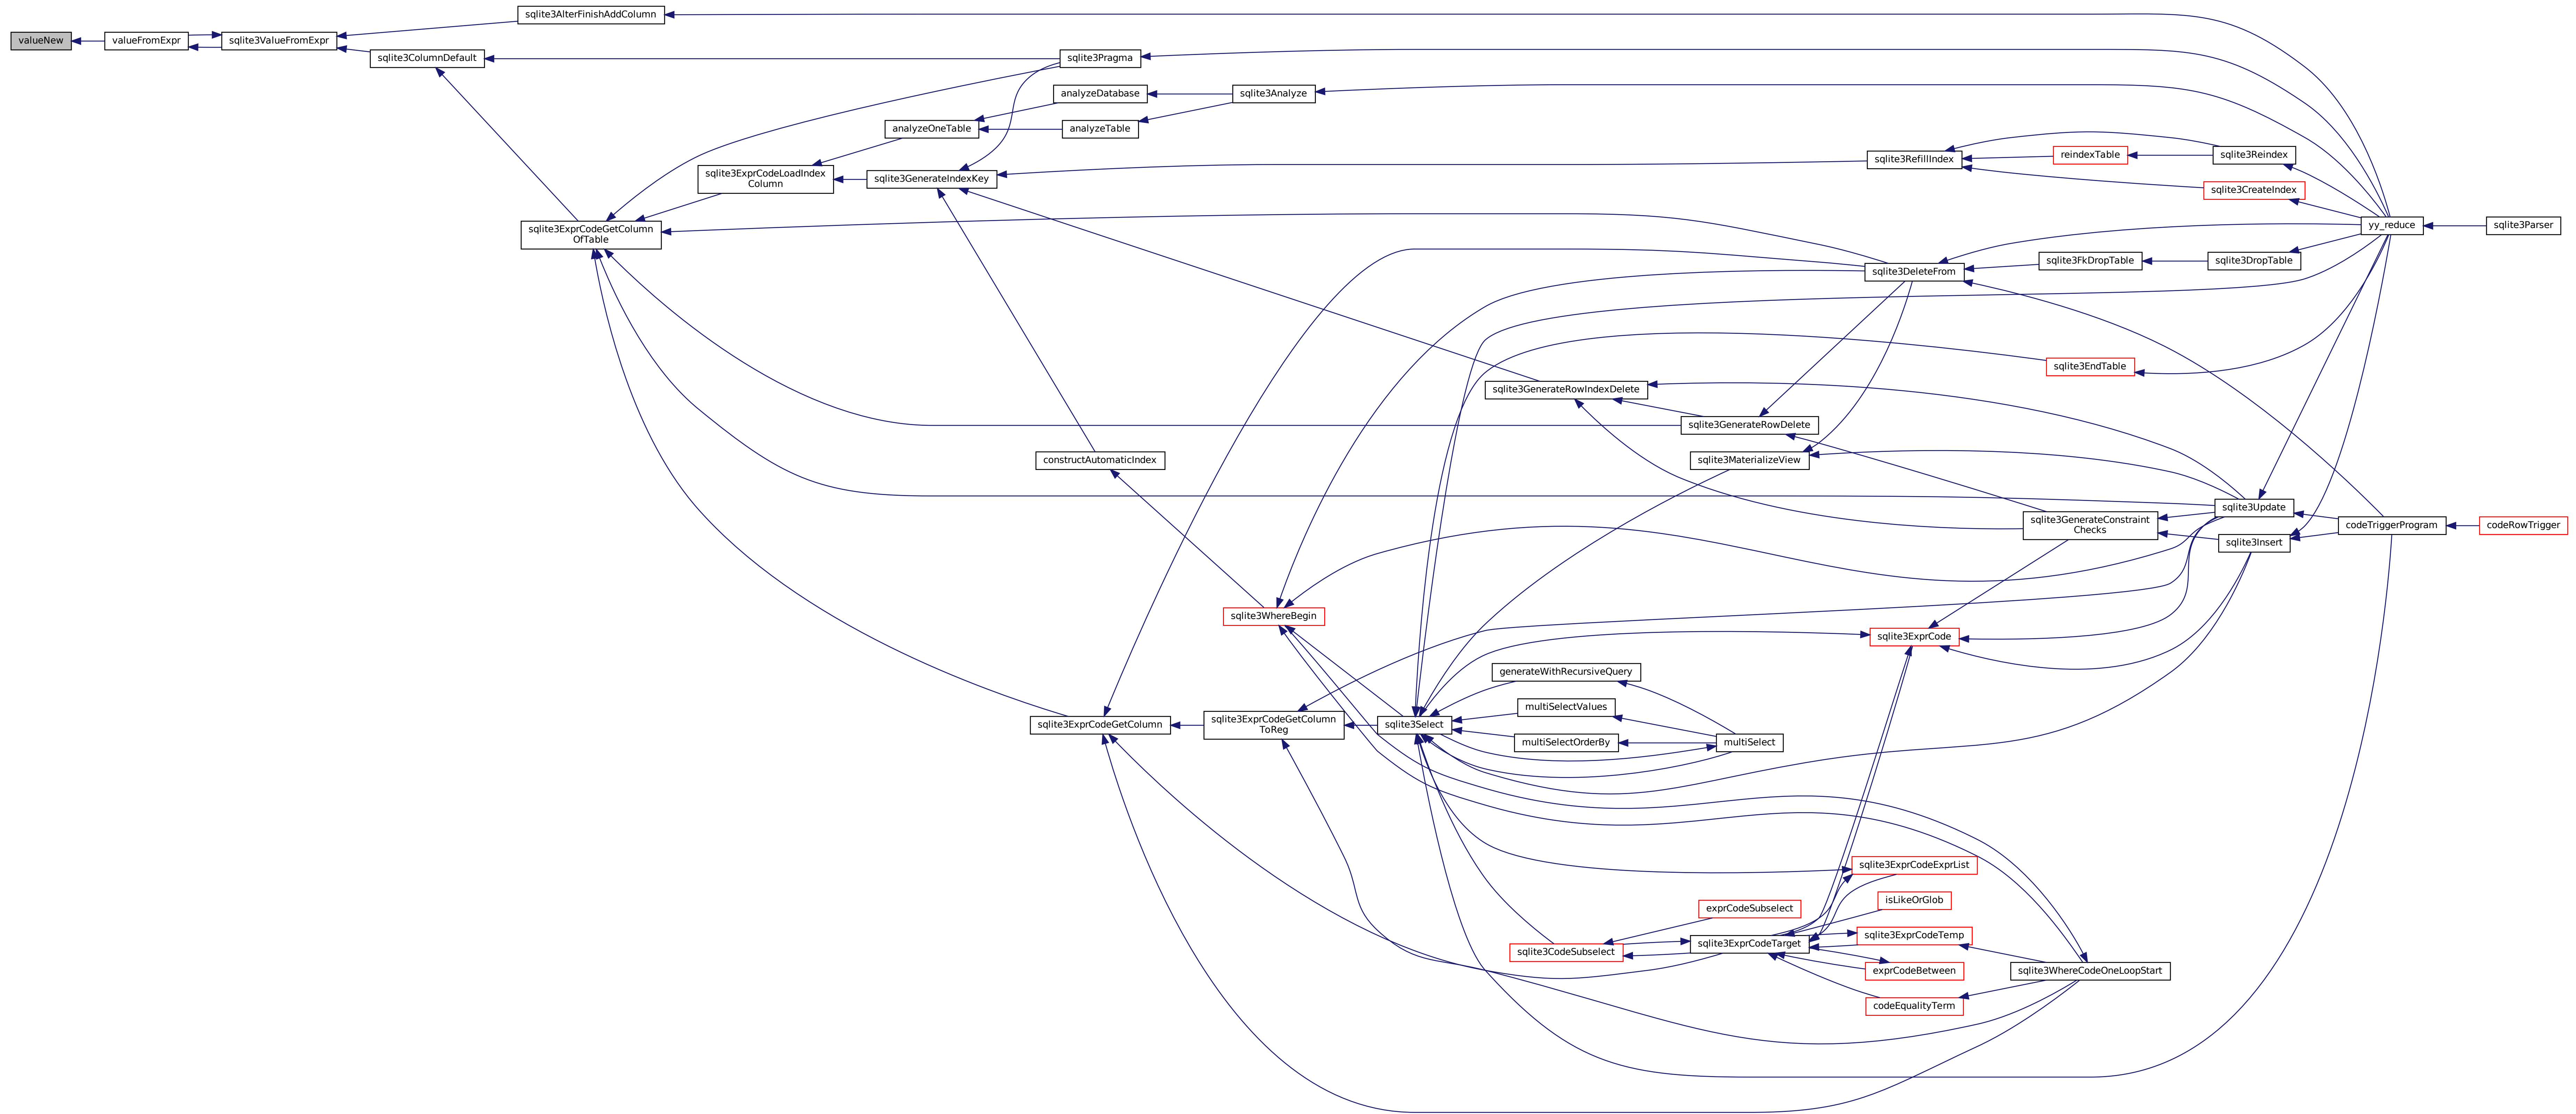 valueNew
valueFromExpr
sqlite3ValueFromExpr
sqlite3AlterFinishAddColumn
sqlite3ColumnDefault
sqlite3Pragma
analyzeDatabase
sqlite3Analyze
analyzeOneTable
analyzeTable
sqlite3ExprCodeLoadIndex
Column
sqlite3GenerateIndexKey
sqlite3RefillIndex
reindexTable
sqlite3Reindex
sqlite3CreateIndex
sqlite3ExprCodeGetColumn
OfTable
yy_reduce
sqlite3Parser
sqlite3DeleteFrom
sqlite3FkDropTable
sqlite3DropTable
sqlite3EndTable
sqlite3GenerateRowIndexDelete
sqlite3GenerateRowDelete
constructAutomaticIndex
sqlite3MaterializeView
sqlite3GenerateConstraint
Checks
sqlite3Update
sqlite3Insert
codeTriggerProgram
codeRowTrigger
sqlite3WhereBegin
sqlite3ExprCode
generateWithRecursiveQuery
multiSelectValues
sqlite3ExprCodeGetColumn
sqlite3ExprCodeGetColumn
ToReg
sqlite3Select
multiSelectOrderBy
multiSelect
sqlite3ExprCodeExprList
exprCodeSubselect
isLikeOrGlob
sqlite3CodeSubselect
sqlite3ExprCodeTarget
sqlite3ExprCodeTemp
exprCodeBetween
sqlite3WhereCodeOneLoopStart
codeEqualityTerm